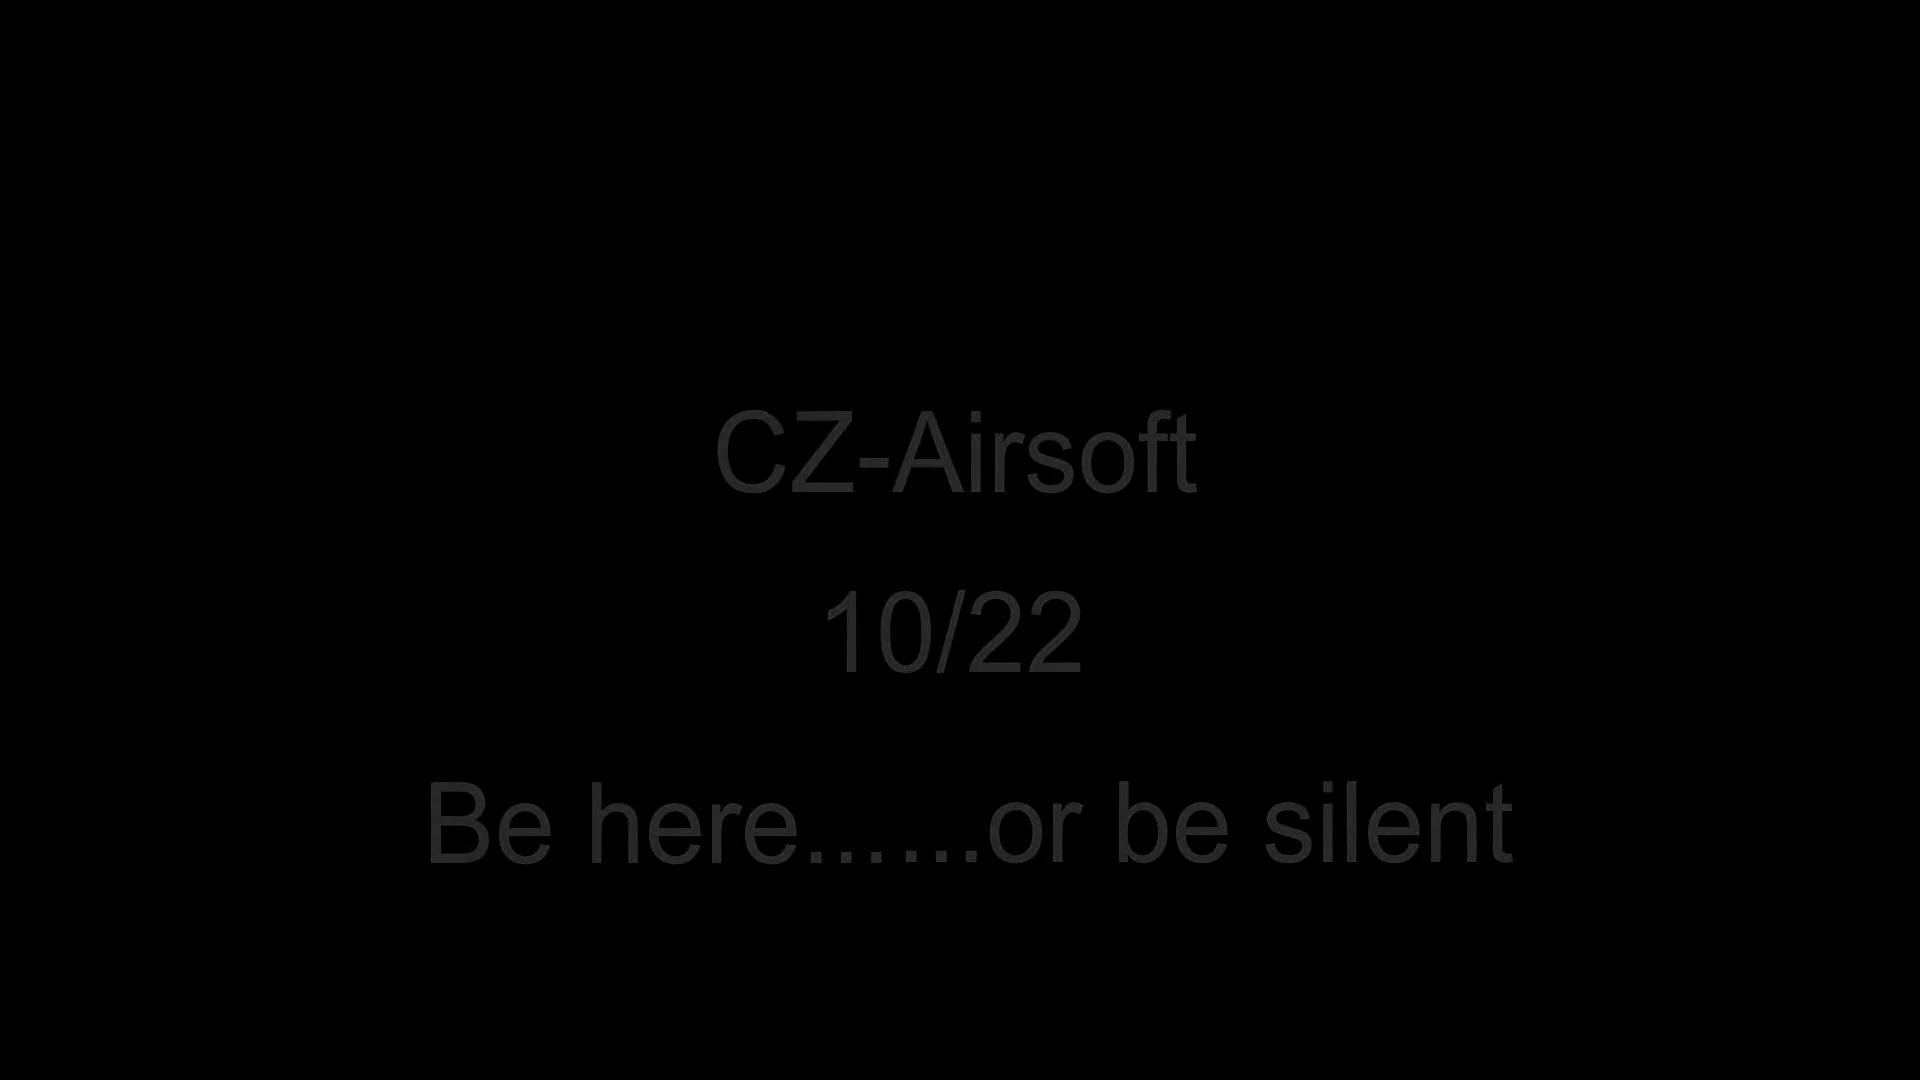 CZ-Airsoft
10/22
Be here......or be silent